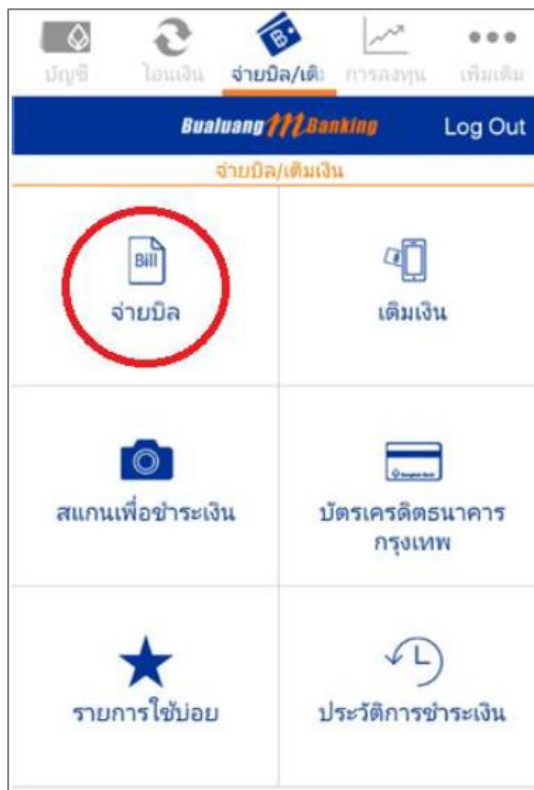 บัญชี
โอนเงิน
จ่ายบิล/เติ
การลงทุน
เพิ่มเติม
Bualuang mBanking
Log Out
จ่ายบิล/เติมเงิน
Bill
จ่ายบิล
เติมเงิน
สแกนเพื่อชำระเงิน
บัตรเครดิตธนาคาร
กรุงเทพ
รายการใช้บ่อย
ประวัติการชำระเงิน